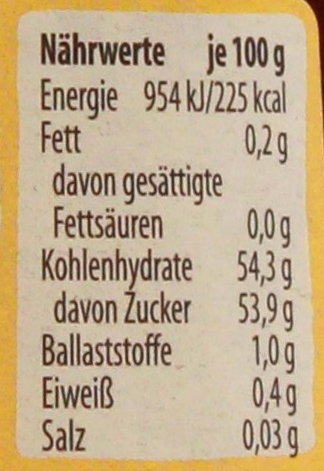 Nährwerte je 100 g
Energie 954 kJ/225 kcal
Fett 0,2 g
davon gesättigte
Fettsäuren 0,0 g
Kohlenhydrate 54,3 g
davon Zucker 53,9 g
Ballaststoffe 1,0 g
Eiweiß 0,4 g
Salz 0,03 g